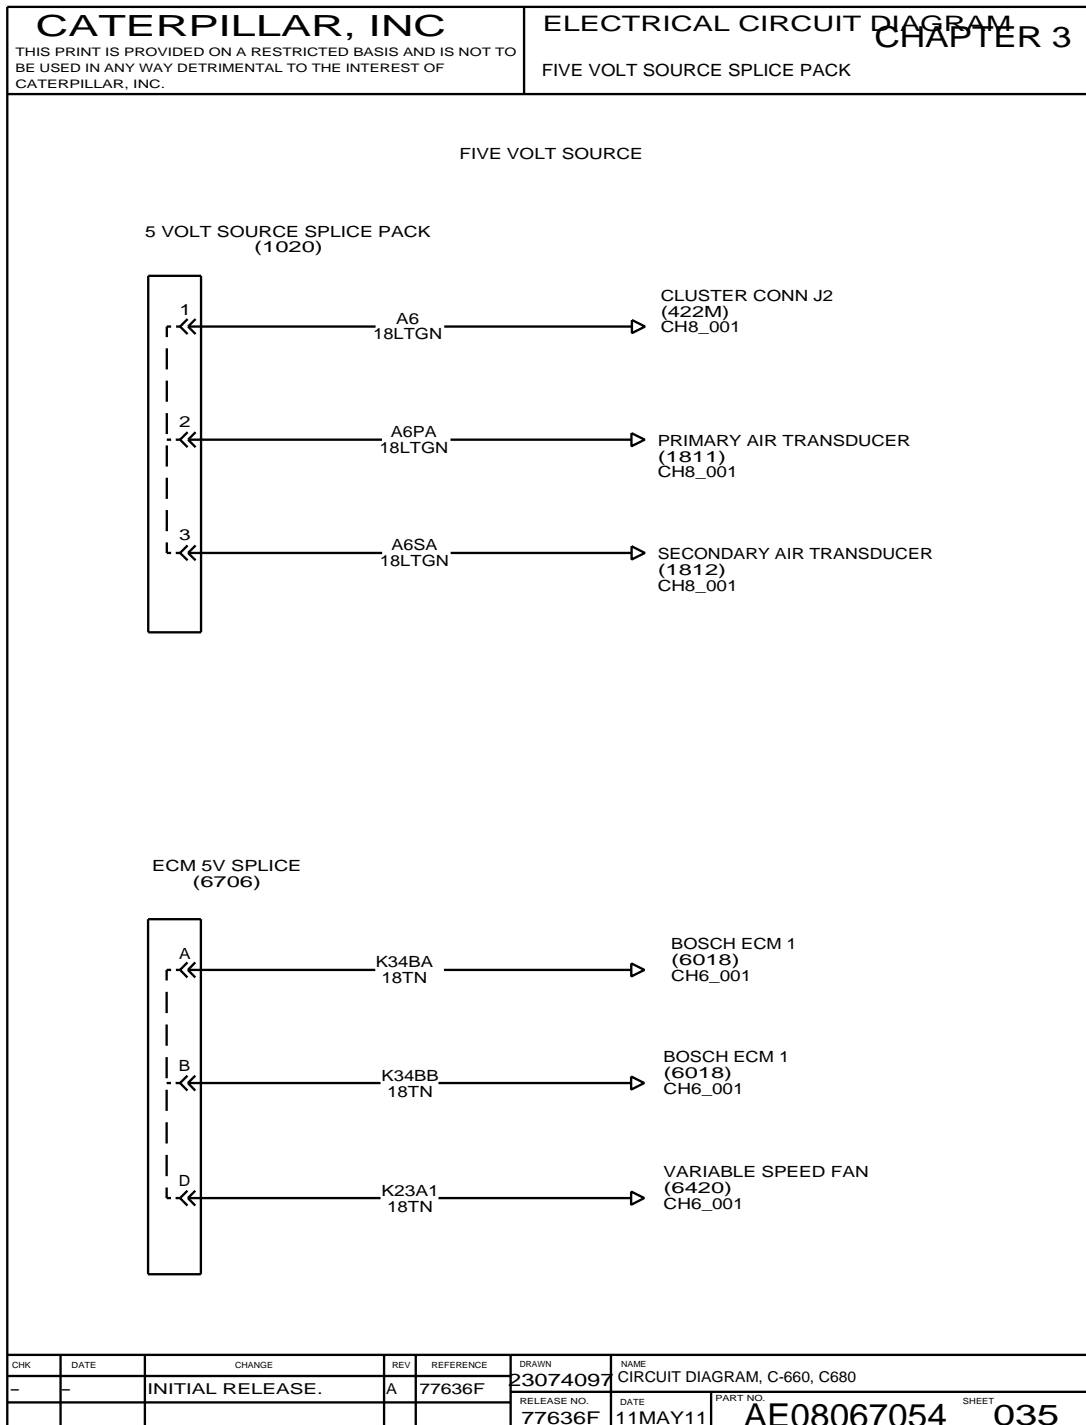 CATERPILLAR, INC
THIS PRINT IS PROVIDED ON A RESTRICTED BASIS AND IS NOT TO
BE USED IN ANY WAY DETRIMENTAL TO THE INTEREST OF
CATERPILLAR, INC.
ELECTRICAL CIRCUIT DIAGRAM
CHAPTER 3
FIVE VOLT SOURCE SPLICE PACK
FIVE VOLT SOURCE
5 VOLT SOURCE SPLICE PACK
(1020)
1
A6
18LTGN
CLUSTER CONN J2
(422M)
CH8_001
2
A6PA
18LTGN
PRIMARY AIR TRANSDUCER
(1811)
CH8_001
3
A6SA
18LTGN
SECONDARY AIR TRANSDUCER
(1812)
CH8_001
ECM 5V SPLICE
(6706)
A
K34BA
18TN
BOSCH ECM 1
(6018)
CH6_001
B
K34BB
18TN
BOSCH ECM 1
(6018)
CH6_001
D
K23A1
18TN
VARIABLE SPEED FAN
(6420)
CH6_001
CHK DATE CHANGE REV REFERENCE
– – INITIAL RELEASE. A 77636F
DRAWN
23074097
NAME
CIRCUIT DIAGRAM, C-660, C680
RELEASE NO.
77636F
DATE
11MAY11
PART NO.
AE08067054
SHEET
035